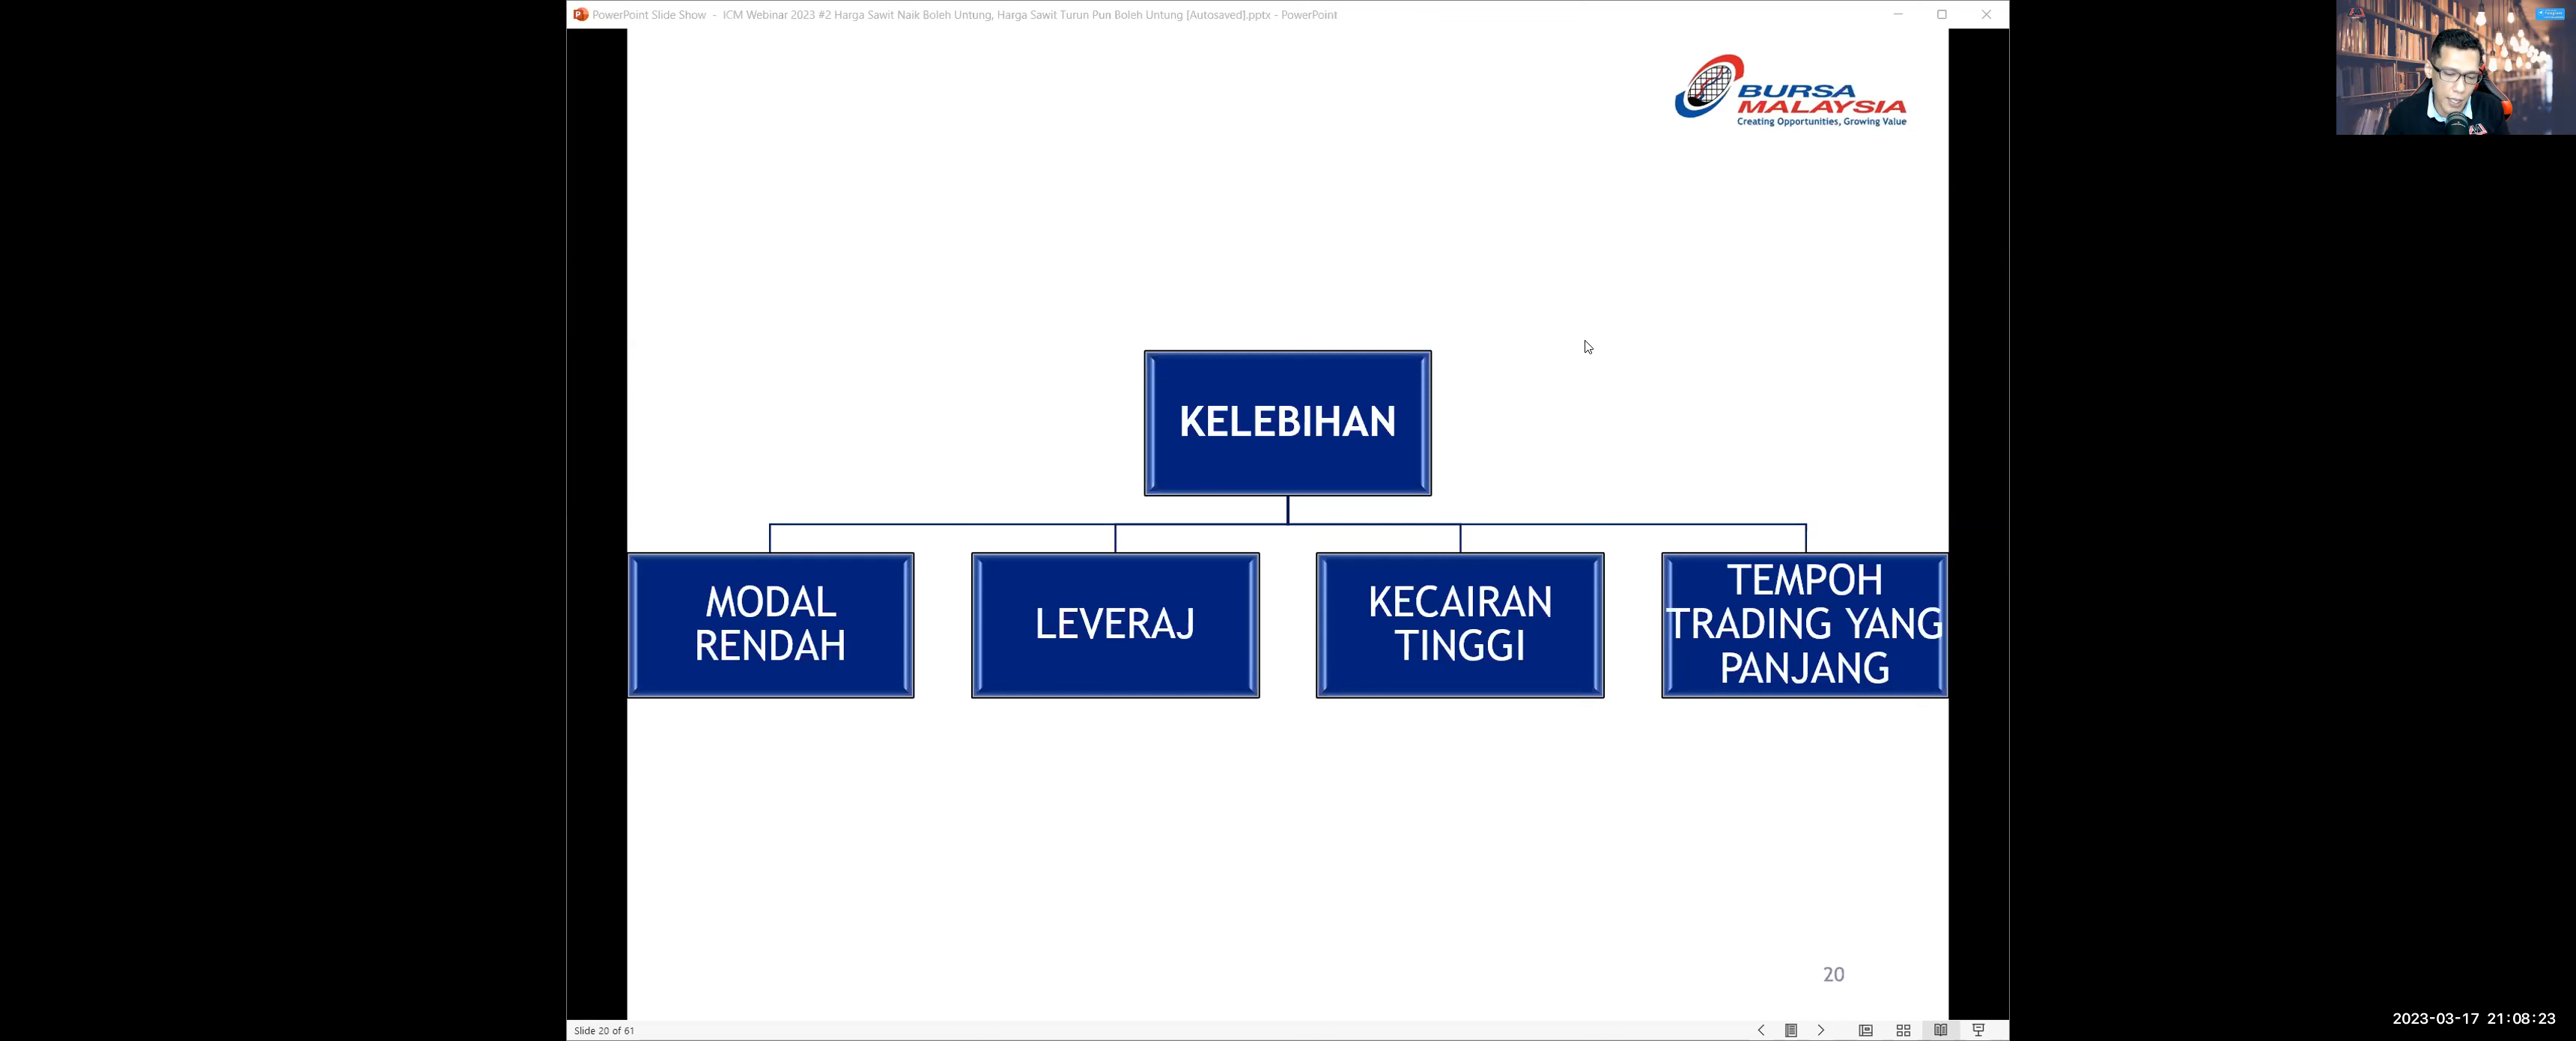 PowerPoint Slide Show - ICM Webinar 2023 #2 Harga Sawit Naik Boleh Untung, Harga Sawit Turun Pun Boleh Untung [Autosaved].pptx - PowerPoint
BURSA
MALAYSIA
Creating Opportunities, Growing Value
KELEBIHAN
MODAL
RENDAH
LEVERAJ
KECAIRAN
TINGGI
TEMPOH
TRADING YANG
PANJANG
20
Slide 20 of 61
2023-03-17 21:08:23